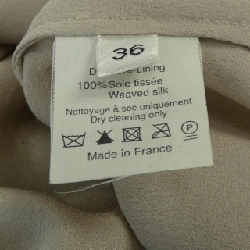 36
Lining
100%Soie tissée
Weaved silk
Nettoyage à sec uniquement
Dry cleaning only
P
Made in France